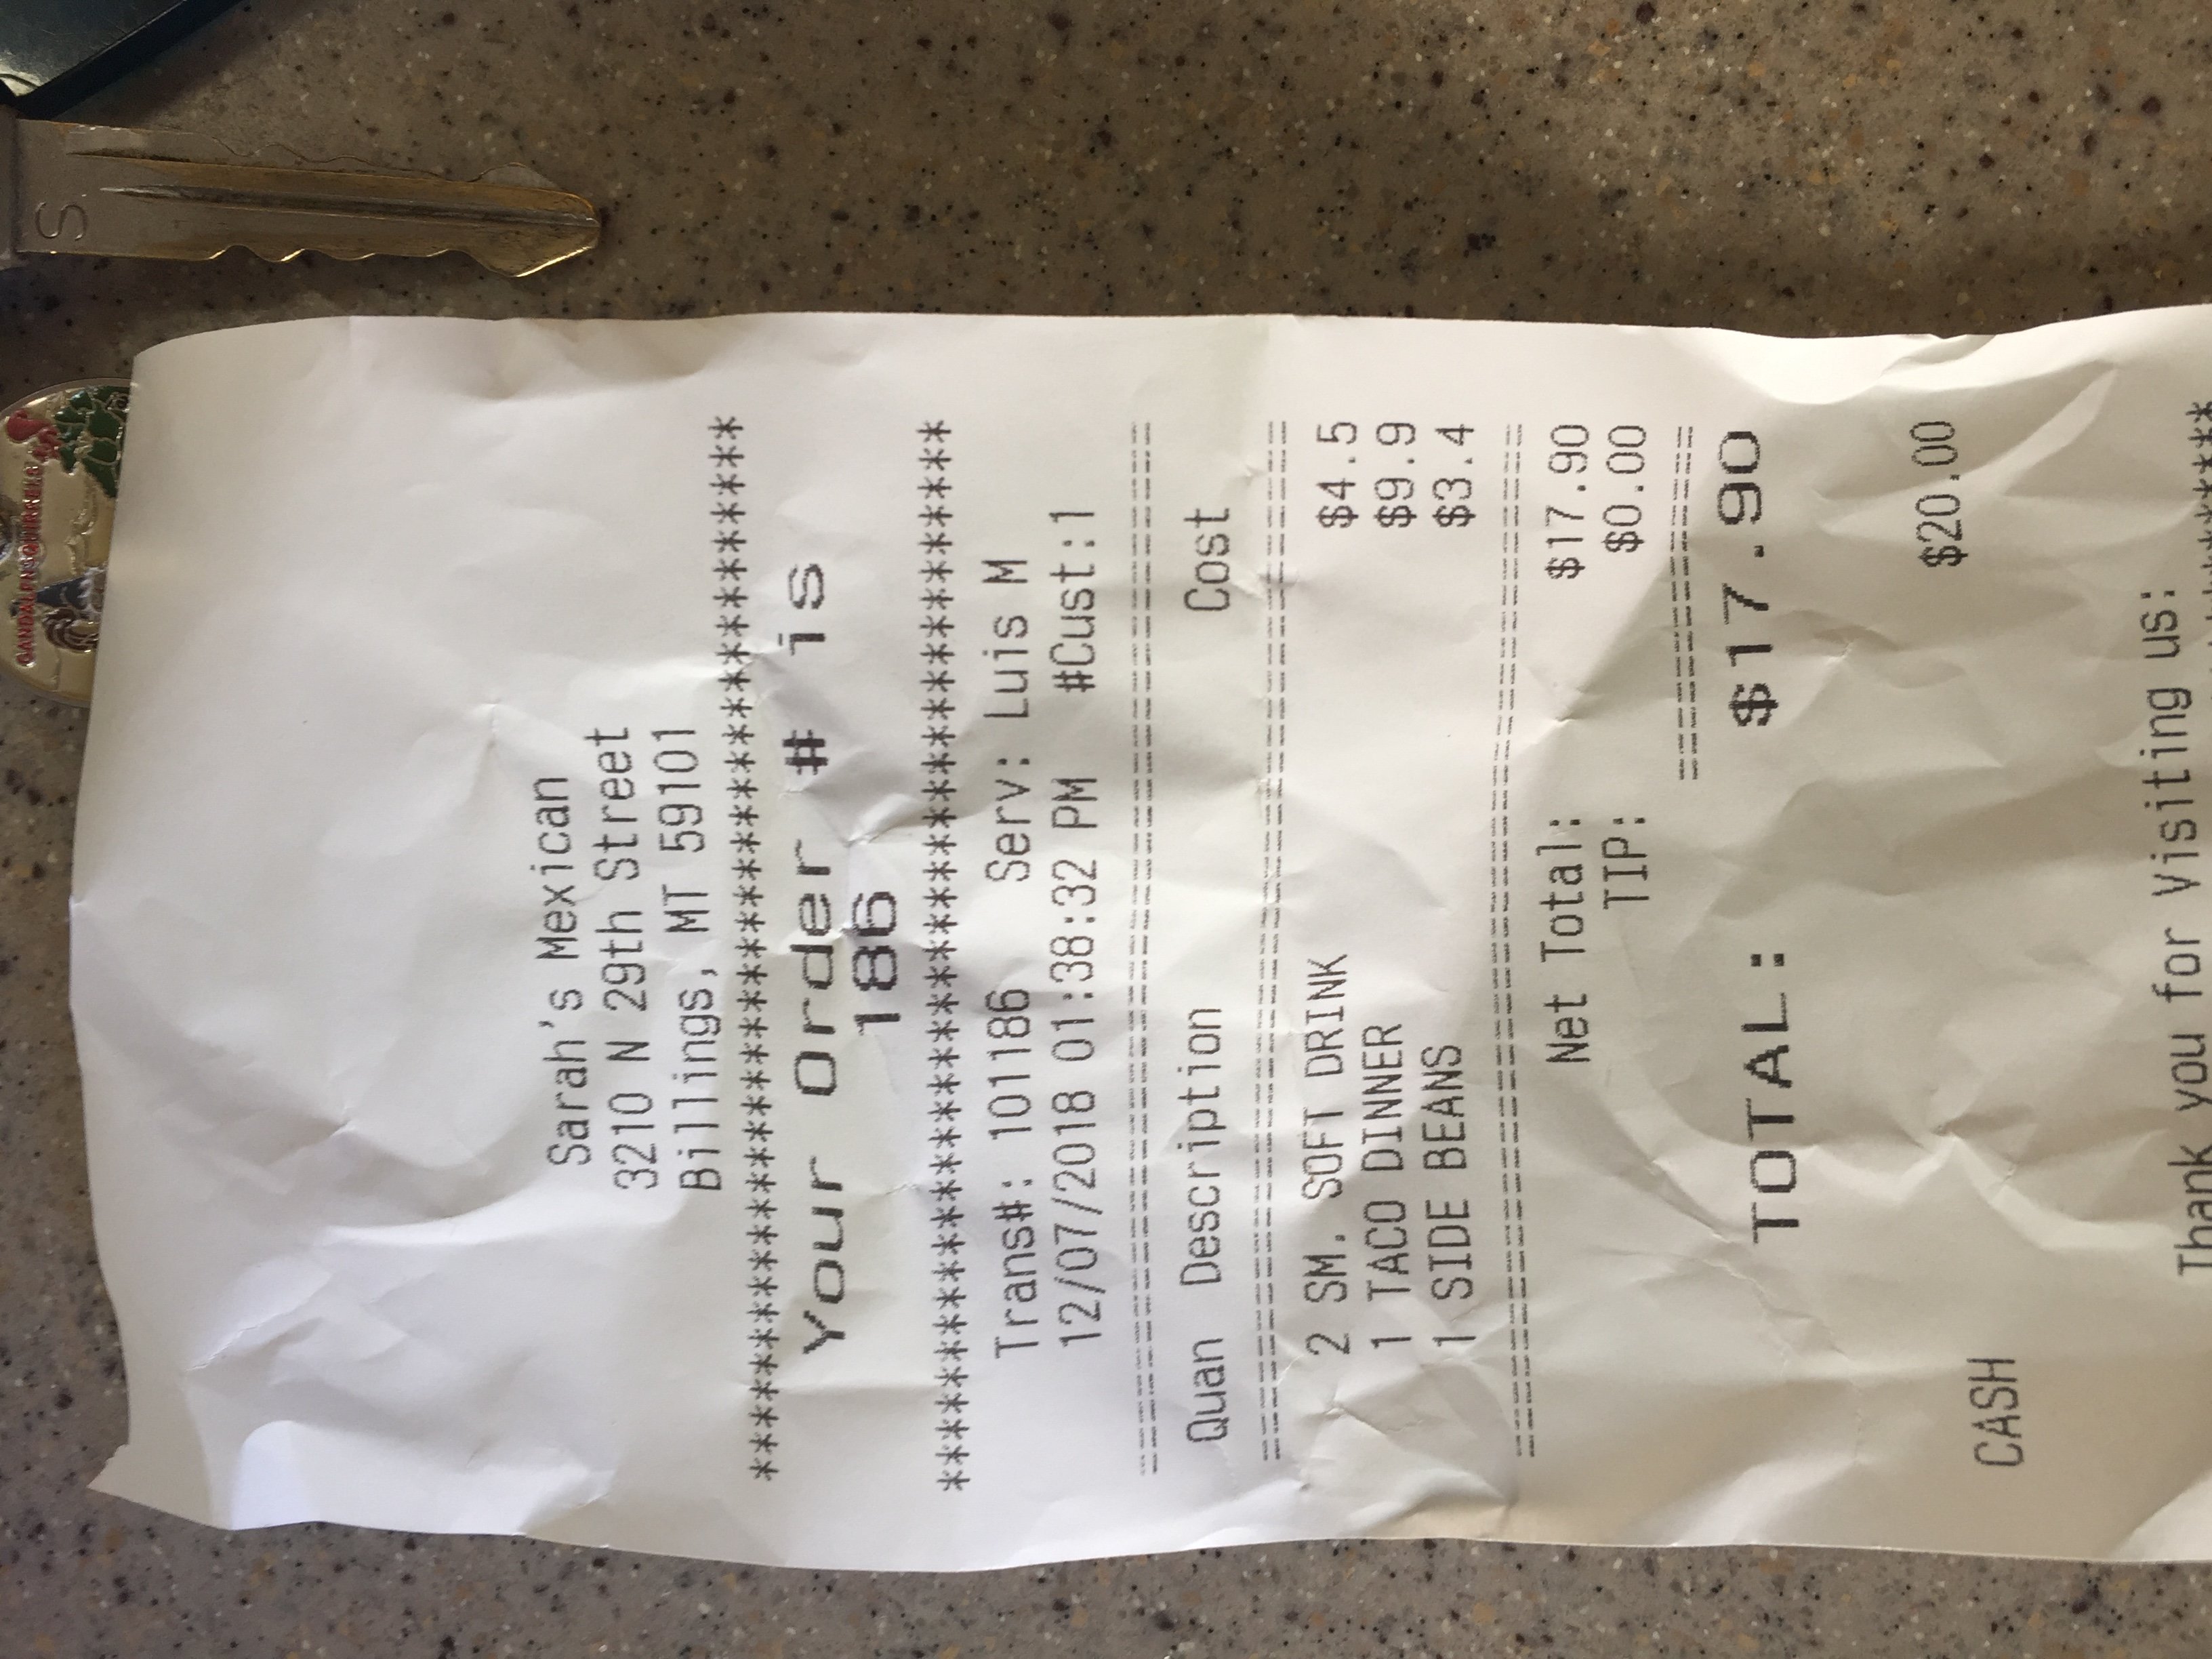 Sarah's Mexican
3210 N 29th Street
Billings, MT 59101
**************************************
Your Order # is
186
**************************************
Trans#: 101186 Serv: Luis M
12/07/2018 01:38:32 PM #Cust:1
======================================
Quan Description Cost
======================================
2 SM. SOFT DRINK $4.5
1 TACO DINNER $9.9
1 SIDE BEANS $3.4
======================================
Net Total: $17.90
TIP: $0.00
=============
TOTAL: $17.90
CASH $20.00
Thank you for visiting us:
S